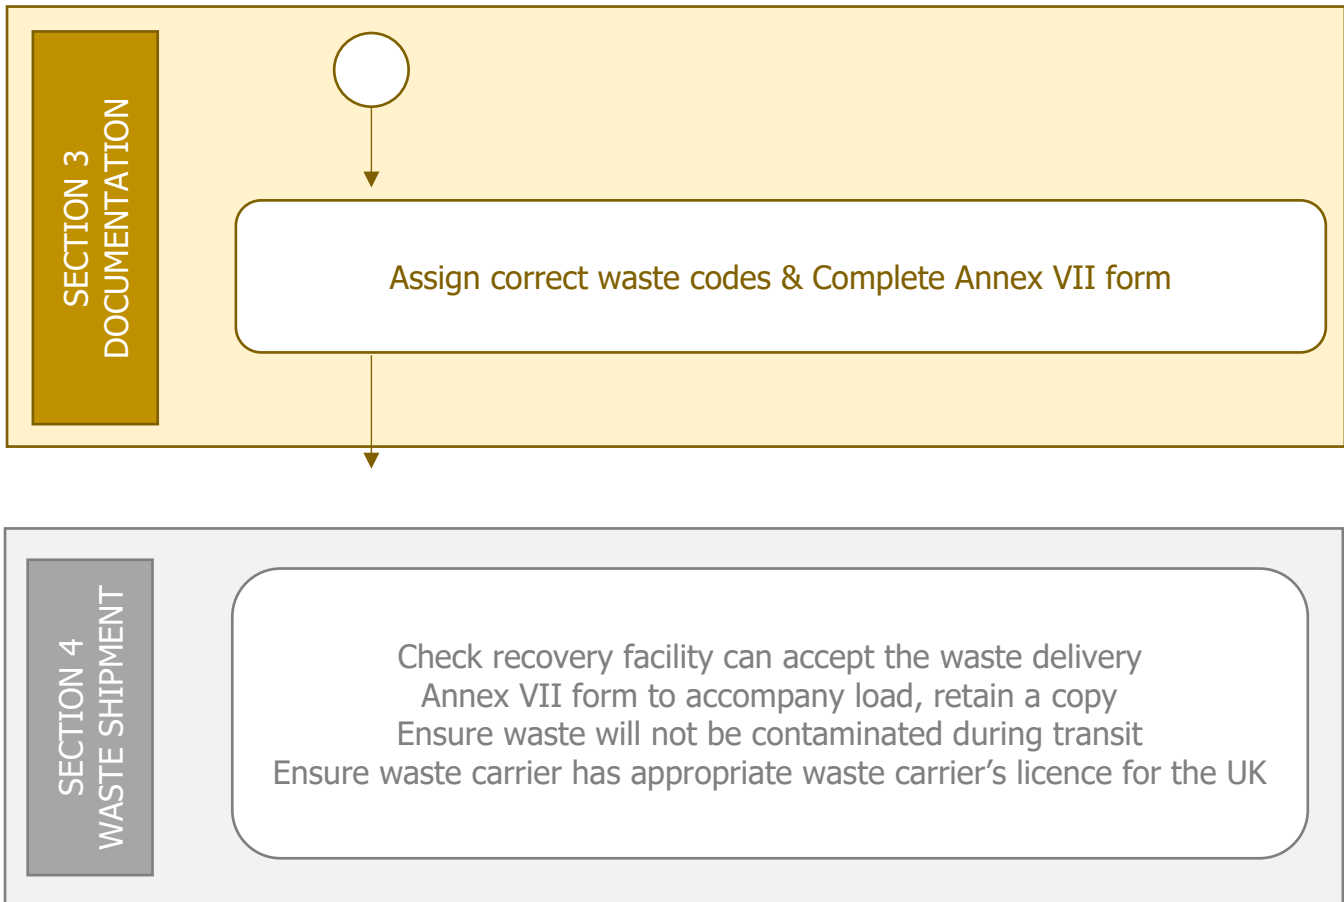 SECTION 3
DOCUMENTATION
Assign correct waste codes & Complete Annex VII form
SECTION 4
WASTE SHIPMENT
Check recovery facility can accept the waste delivery
Annex VII form to accompany load, retain a copy
Ensure waste will not be contaminated during transit
Ensure waste carrier has appropriate waste carrier’s licence for the UK